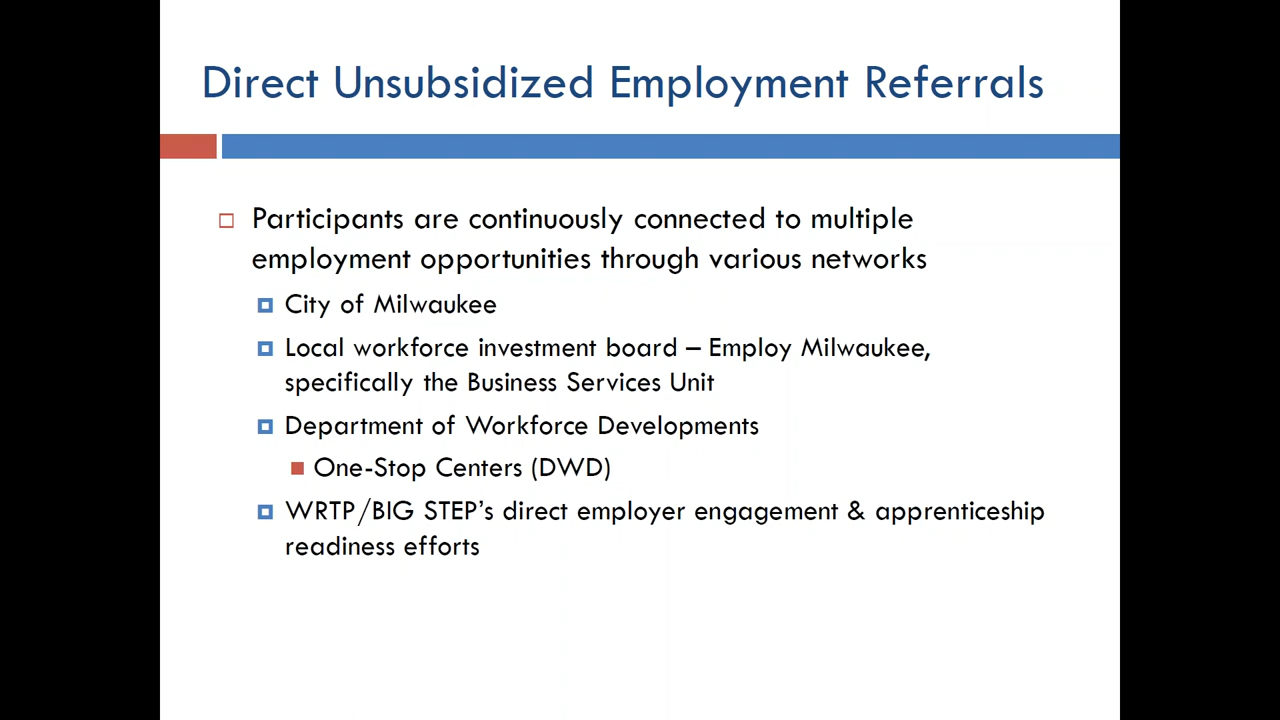 Direct Unsubsidized Employment Referrals
Participants are continuously connected to multiple
employment opportunities through various networks
City of Milwaukee
Local workforce investment board – Employ Milwaukee,
specifically the Business Services Unit
Department of Workforce Developments
One-Stop Centers (DWD)
WRTP/BIG STEP’s direct employer engagement & apprenticeship
readiness efforts